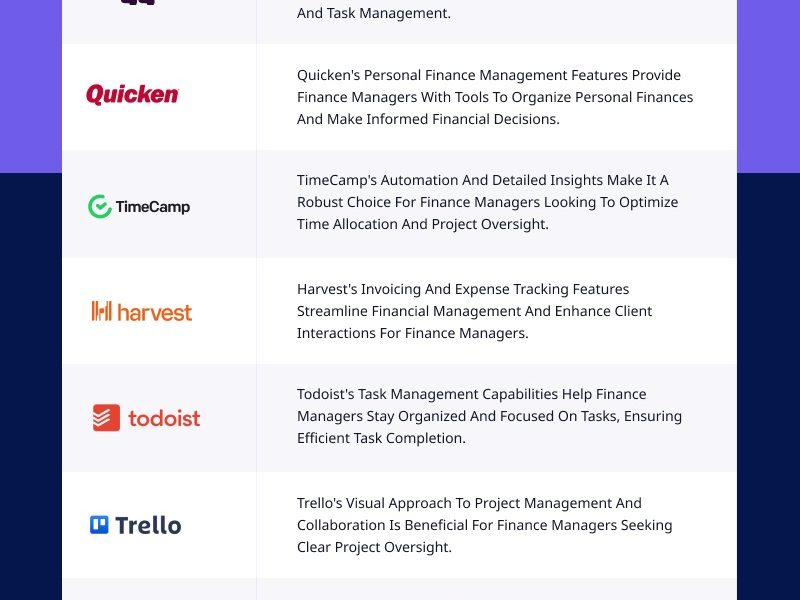 And Task Management.
Quicken
Quicken's Personal Finance Management Features Provide
Finance Managers With Tools To Organize Personal Finances
And Make Informed Financial Decisions.
TimeCamp
TimeCamp's Automation And Detailed Insights Make It A
Robust Choice For Finance Managers Looking To Optimize
Time Allocation And Project Oversight.
harvest
Harvest's Invoicing And Expense Tracking Features
Streamline Financial Management And Enhance Client
Interactions For Finance Managers.
todoist
Todoist's Task Management Capabilities Help Finance
Managers Stay Organized And Focused On Tasks, Ensuring
Efficient Task Completion.
Trello
Trello's Visual Approach To Project Management And
Collaboration Is Beneficial For Finance Managers Seeking
Clear Project Oversight.